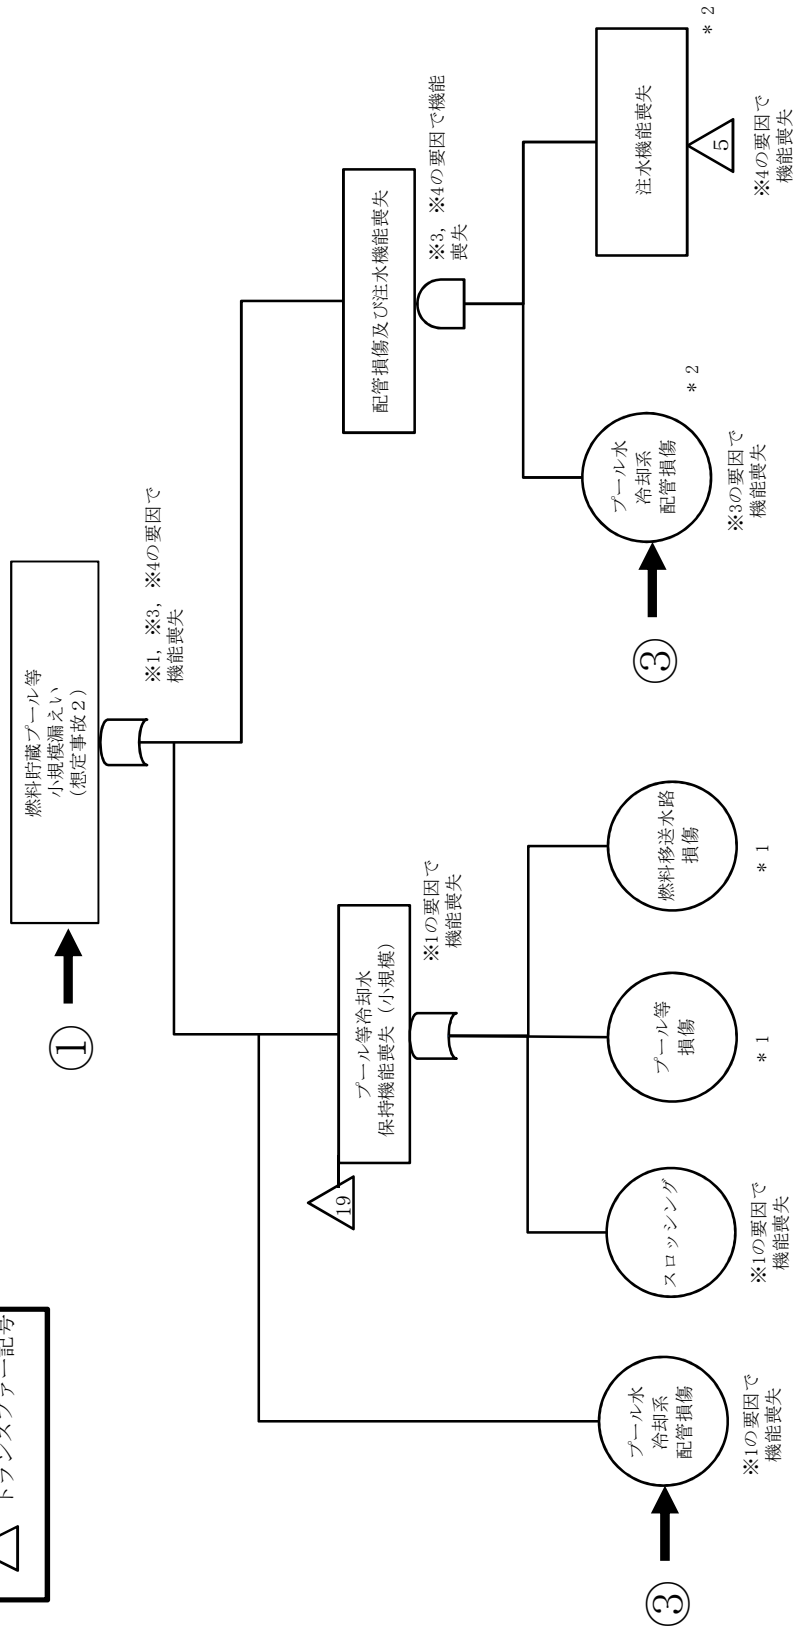 トランスファー記号
①
燃料貯蔵プール等
小規模漏えい
（想定事故２）
※1，※3，※4の要因で
機能喪失
19
プール等冷却水
保持機能喪失（小規模）
※1の要因で
機能喪失
配管損傷及び注水機能喪失
※3，※4の要因で機能
喪失
③
プール水
冷却系
配管損傷
※1の要因で
機能喪失
スロッシング
※1の要因で
機能喪失
プール等
損傷
＊1
燃料移送水路
損傷
＊1
③
プール水
冷却系
配管損傷
＊2
※3の要因で
機能喪失
注水機能喪失
5
＊2
※4の要因で
機能喪失